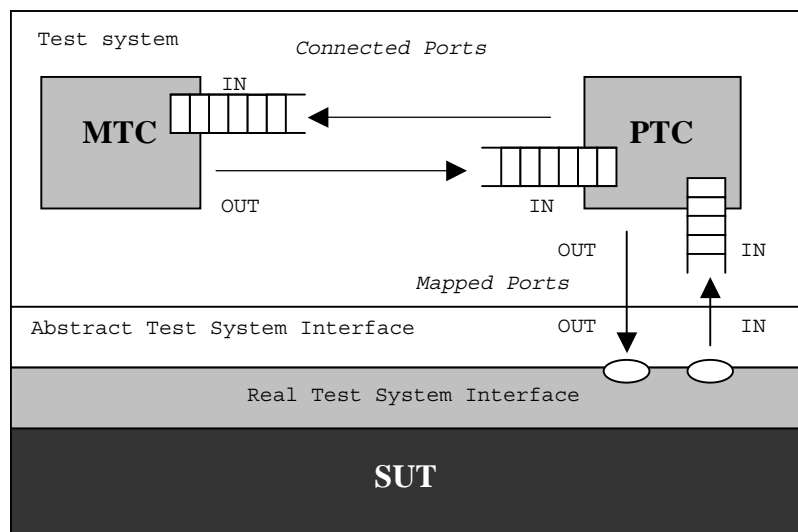 Test system
Connected Ports
IN
MTC
PTC
OUT
IN
OUT
IN
Mapped Ports
Abstract Test System Interface
OUT
IN
Real Test System Interface
SUT